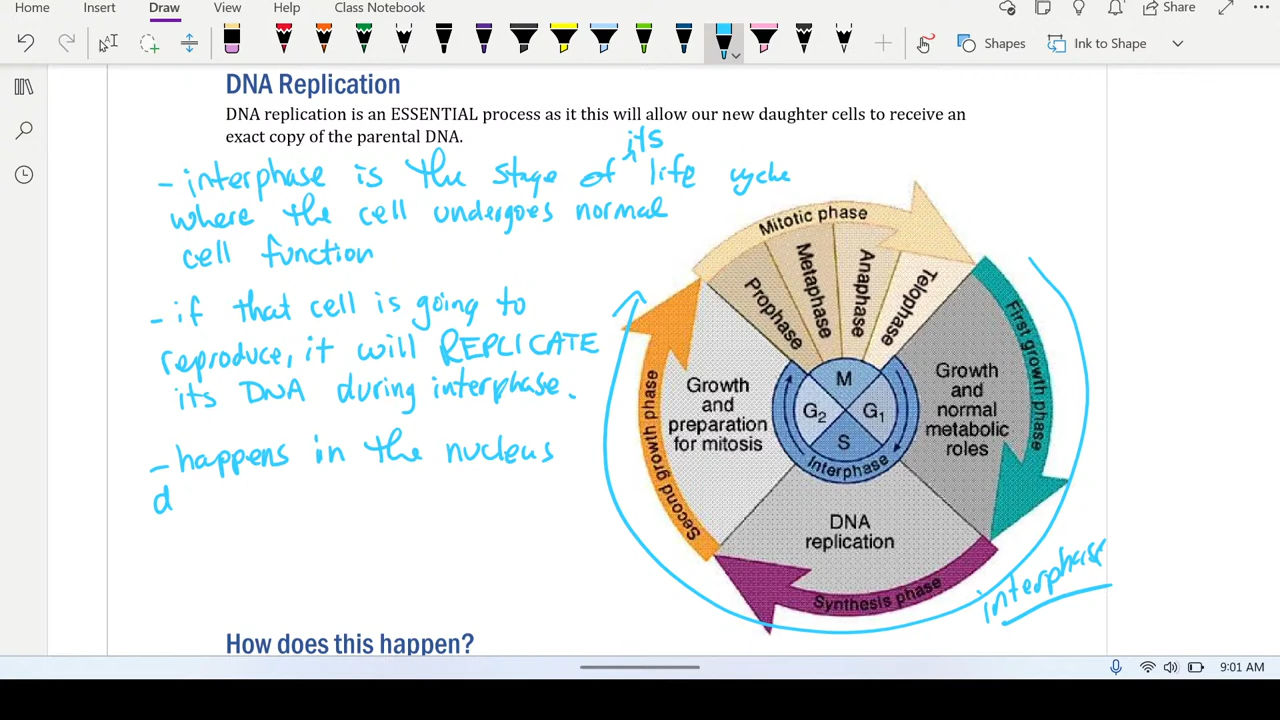 Home Insert Draw View Help Class Notebook Share
Shapes Ink to Shape
DNA Replication
DNA replication is an ESSENTIAL process as it this will allow our new daughter cells to receive an
exact copy of the parental DNA.
its
- interphase is the stage of life cycle
where the cell undergoes normal
cell function
- if that cell is going to
reproduce, it will REPLICATE
its DNA during interphase.
- happens in the nucleus
d
Mitotic phase
Prophase
Metaphase
Anaphase
Telophase
First growth phase
Growth
and
normal
metabolic
roles
Second growth phase
Growth
and
preparation
for mitosis
M
G2
G1
S
Interphase
DNA
replication
Synthesis phase
interphase
How does this happen?
9:01 AM